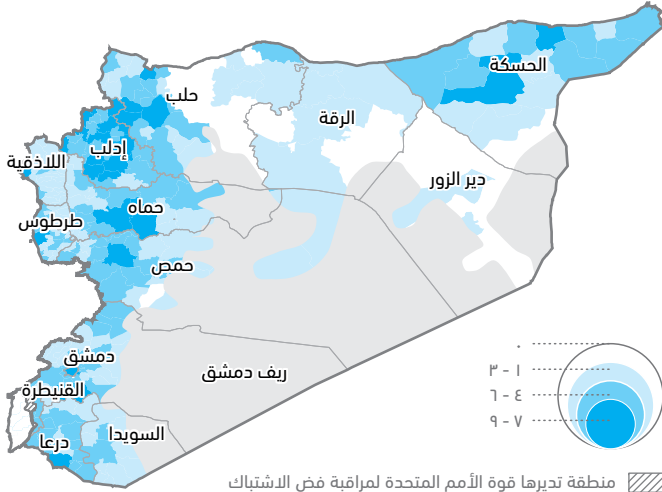 الحسكة
حلب
الرقة
إدلب
اللاذقية
دير الزور
حماه
طرطوس
حمص
دمشق
ريف دمشق
القنيطرة
السويدا
درعا
٠
١ - ٣
٤ - ٦
٧ - ٩
منطقة تديرها قوة الأمم المتحدة لمراقبة فض الاشتباك